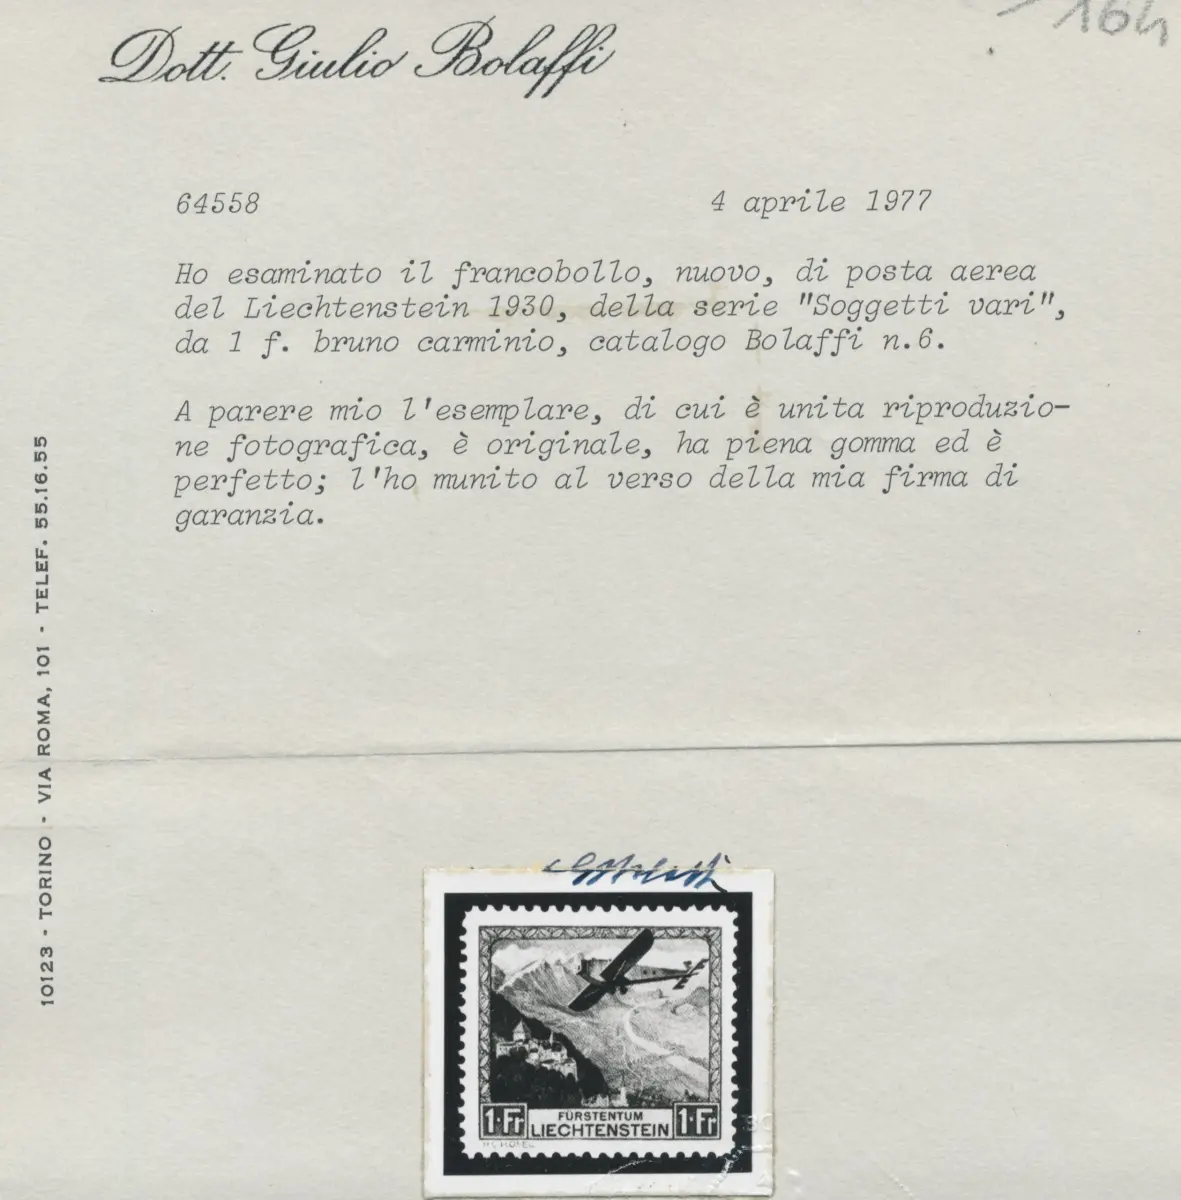 164
Dott. Giulio Bolaffi
64558 4 aprile 1977
Ho esaminato il francobollo, nuovo, di posta aerea
del Liechtenstein 1930, della serie "Soggetti vari",
da 1 f. bruno carminio, catalogo Bolaffi n.6.
A parere mio l'esemplare, di cui è unita riproduzio-
ne fotografica, è originale, ha piena gomma ed è
perfetto; l'ho munito al verso della mia firma di
garanzia.
10123 - TORINO - VIA ROMA, 101 - TELEF. 55.16.55
1·Fr FÜRSTENTUM 1·Fr
LIECHTENSTEIN